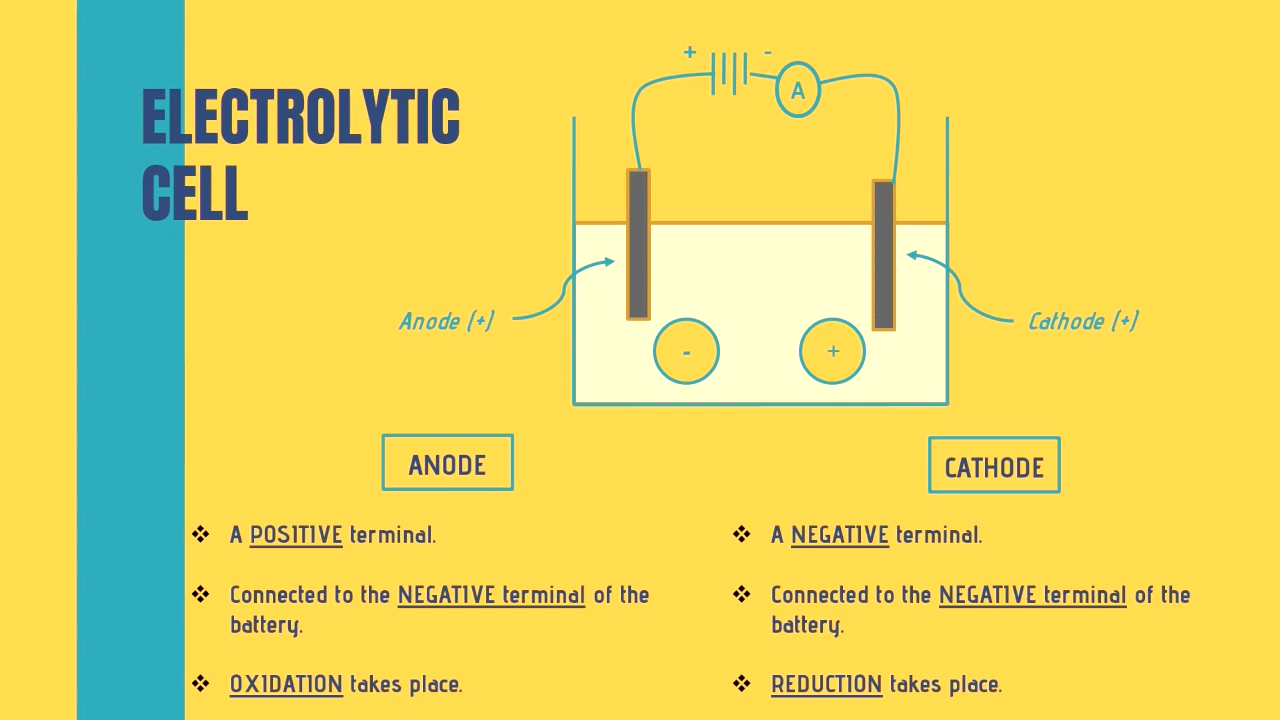 ELECTROLYTIC
CELL
+ -
A
Anode (+)
Cathode (+)
- +
ANODE
❖ A POSITIVE terminal.
❖ Connected to the NEGATIVE terminal of the
battery.
❖ OXIDATION takes place.
CATHODE
❖ A NEGATIVE terminal.
❖ Connected to the NEGATIVE terminal of the
battery.
❖ REDUCTION takes place.